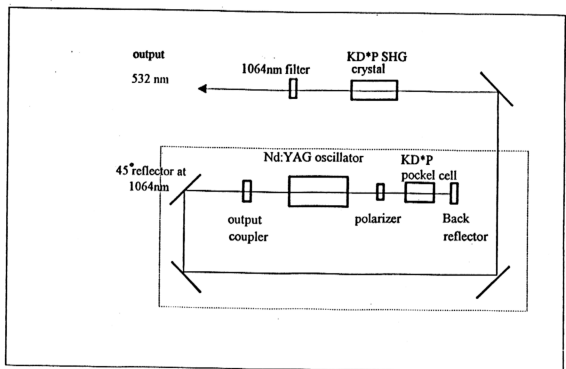 output
532 nm
1064nm filter
KD*P SHG
crystal
45°reflector at
1064nm
Nd:YAG oscillator
KD*P
pockel cell
output
coupler
polarizer
Back
reflector